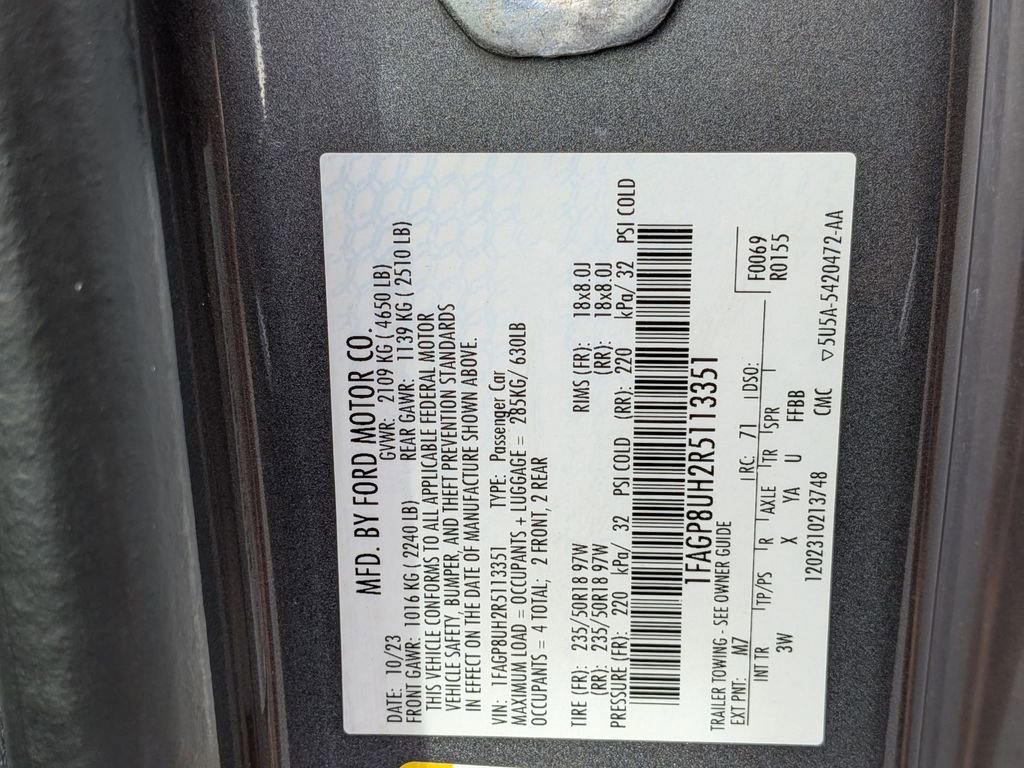 MFD. BY FORD MOTOR CO.
DATE: 10/23 GVWR: 2109 KG ( 4650 LB)
FRONT GAWR: 1016 KG ( 2240 LB) REAR GAWR: 1139 KG ( 2510 LB)
THIS VEHICLE CONFORMS TO ALL APPLICABLE FEDERAL MOTOR
VEHICLE SAFETY, BUMPER, AND THEFT PREVENTION STANDARDS
IN EFFECT ON THE DATE OF MANUFACTURE SHOWN ABOVE.
VIN: 1FAGP8UH2R5113351 TYPE: Passenger Car
MAXIMUM LOAD = OCCUPANTS + LUGGAGE = 285KG/ 630LB
OCCUPANTS = 4 TOTAL: 2 FRONT, 2 REAR
TIRE (FR): 235/50R18 97W RIMS (FR): 18x8.0J
(RR): 235/50R18 97W (RR): 18x8.0J
PRESSURE (FR): 220 kPa/ 32 PSI COLD (RR): 220 kPa/ 32 PSI COLD
1FAGP8UH2R5113351
TRAILER TOWING - SEE OWNER GUIDE
F0069
EXT PNT: M7 RC: 71 DSO: R0155
INT TR TP/PS R AXLE TR SPR
3W X YA U FFBB
1202310213748 CMC ▽5U5A-5420472-AA